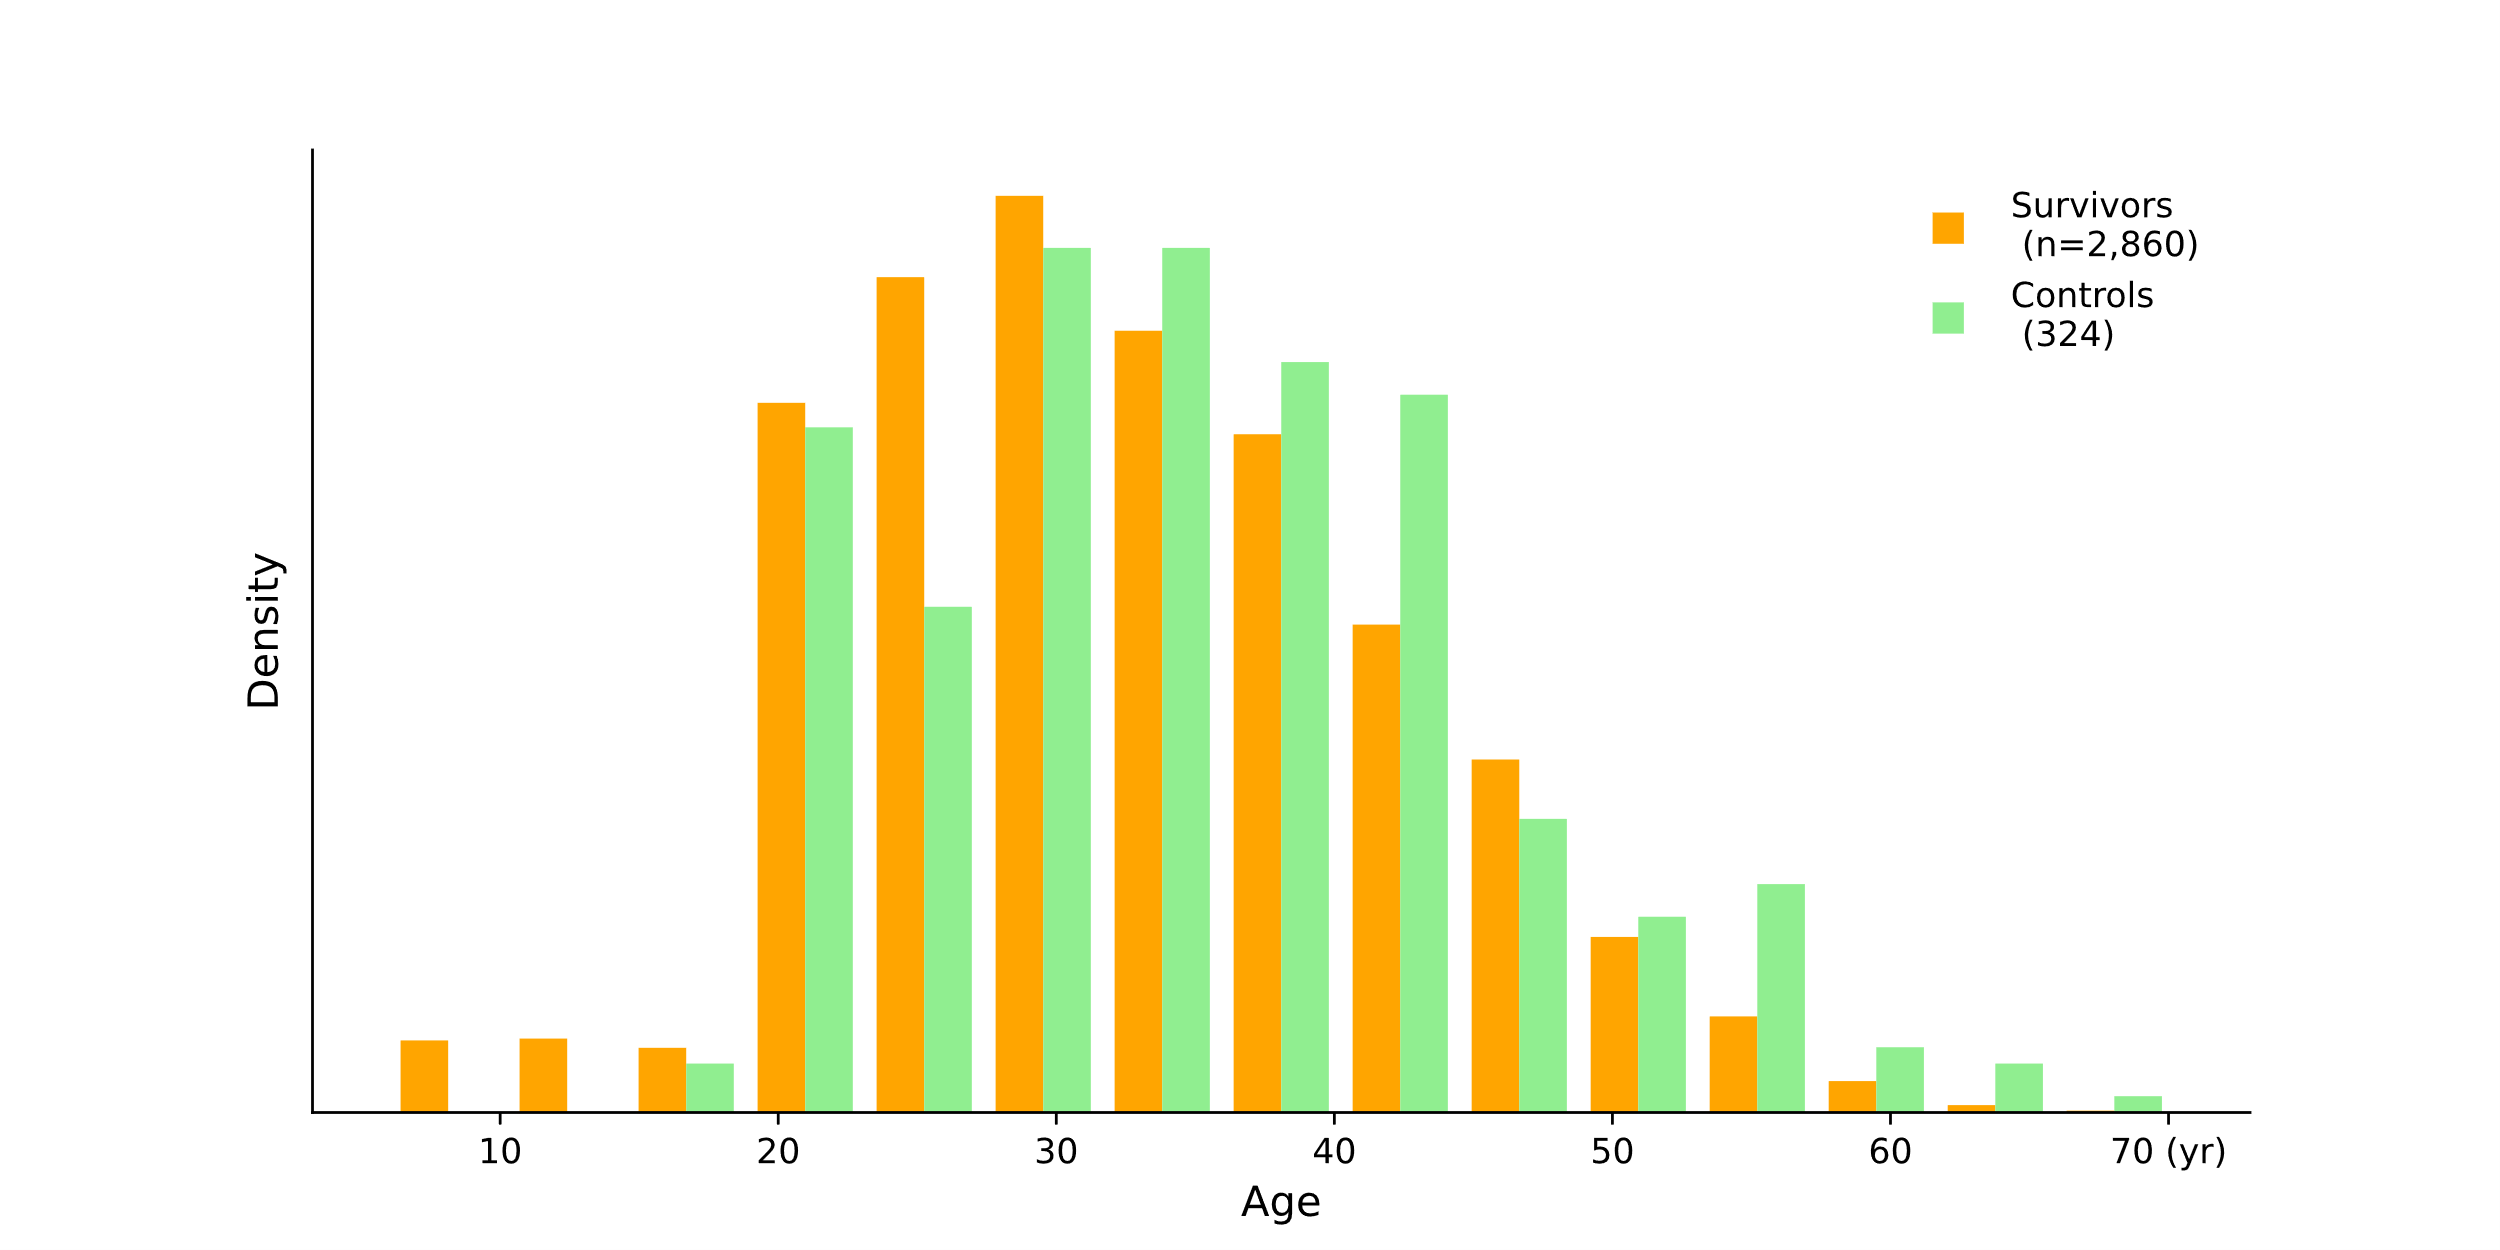 Survivors
(n=2,860)
Controls
(324)
Density
10 20 30 40 50 60 70 (yr)
Age